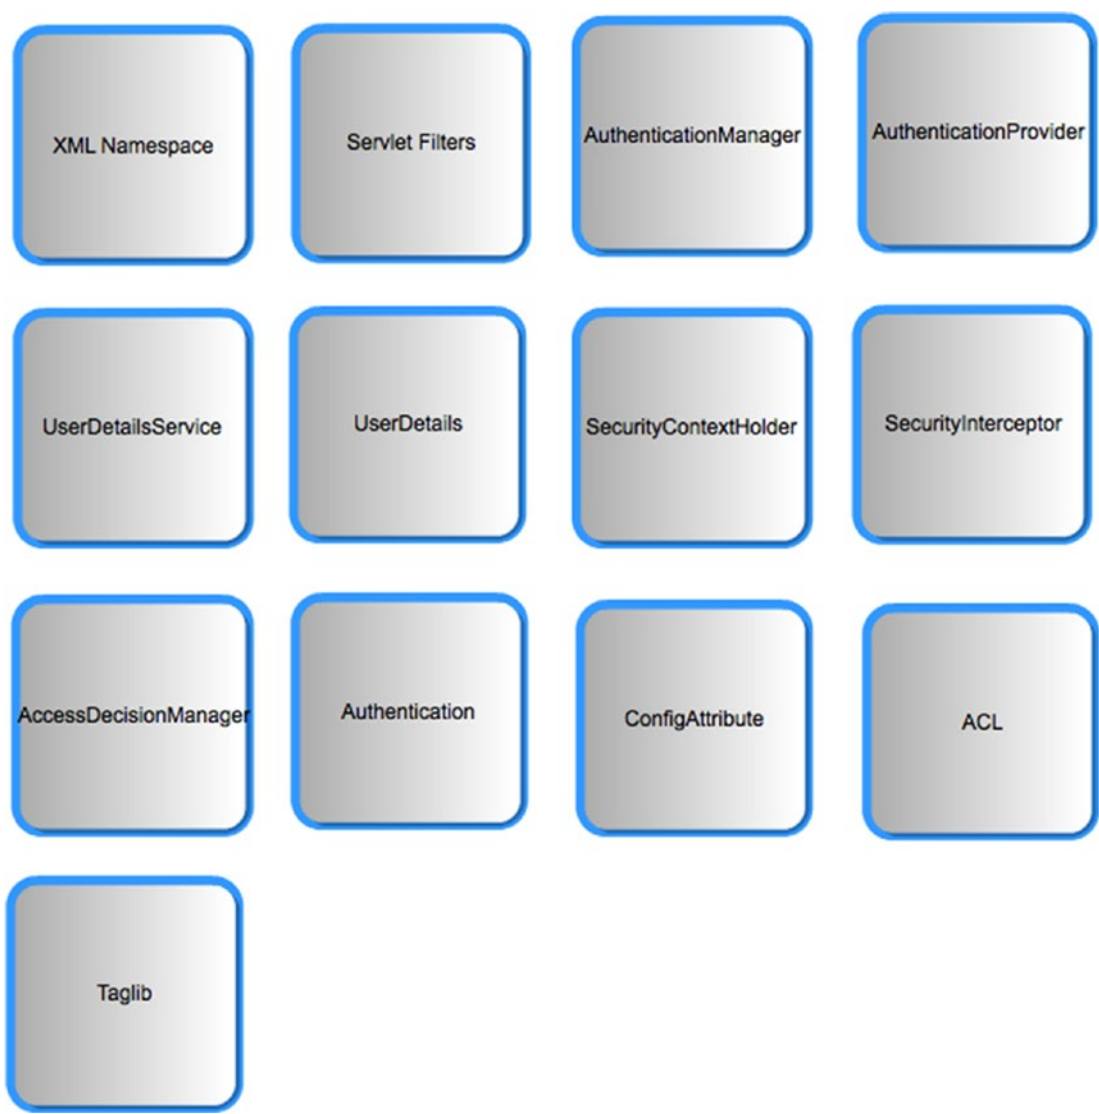 XML Namespace
Servlet Filters
AuthenticationManager
AuthenticationProvider
UserDetailsService
UserDetails
SecurityContextHolder
SecurityInterceptor
AccessDecisionManager
Authentication
ConfigAttribute
ACL
Taglib